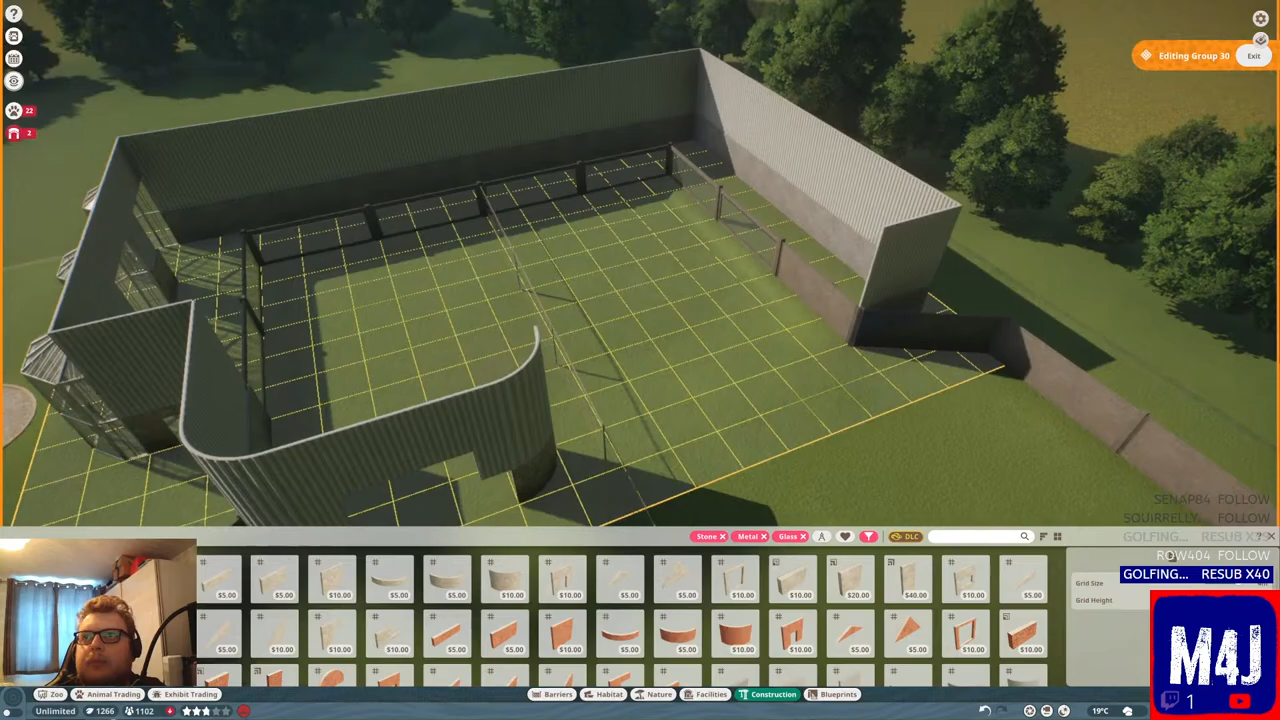 Editing Group 30
Exit
22
2
SENAP84 FOLLOW
SQUIRRELLY... FOLLOW
GOLFING... RESUB X39
ROW404 FOLLOW
GOLFING... RESUB X40
Stone
Metal
Glass
DLC
$5.00 $5.00 $10.00 $5.00 $5.00 $10.00 $10.00 $5.00 $5.00 $10.00 $10.00 $20.00 $40.00 $10.00 $5.00
$5.00 $5.00 $10.00 $5.00 $5.00 $5.00 $10.00 $5.00 $5.00 $10.00 $10.00 $5.00 $5.00 $10.00 $10.00
Grid Size
Grid Height
M4J
1
Zoo
Animal Trading
Exhibit Trading
Barriers
Habitat
Nature
Facilities
Construction
Blueprints
Unlimited
1266
1102
19°C